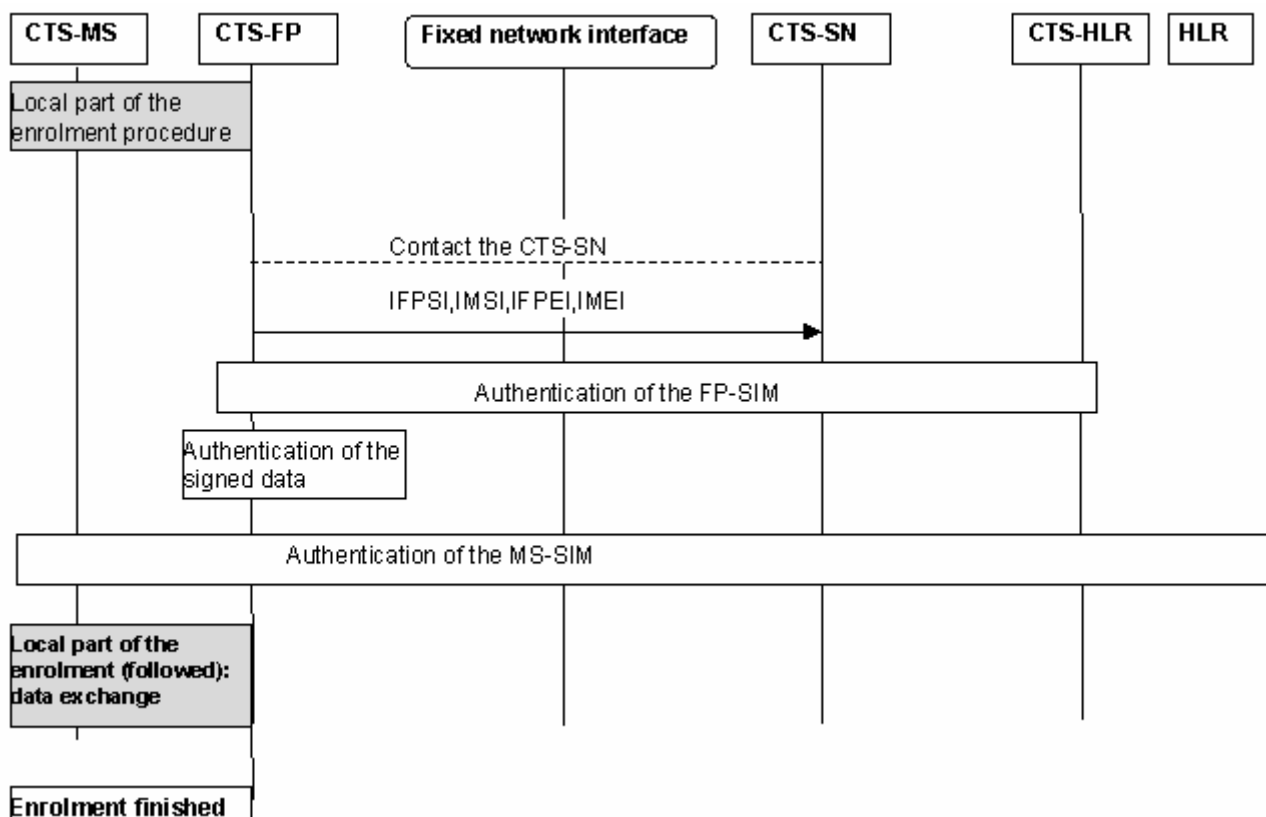 CTS-MS
CTS-FP
Fixed network interface
CTS-SN
CTS-HLR
HLR
Local part of the
enrolment procedure
Contact the CTS-SN
IFPSI,IMSI,IFPEI,IMEI
Authentication of the FP-SIM
Authentication of the
signed data
Authentication of the MS-SIM
Local part of the
enrolment (followed):
data exchange
Enrolment finished